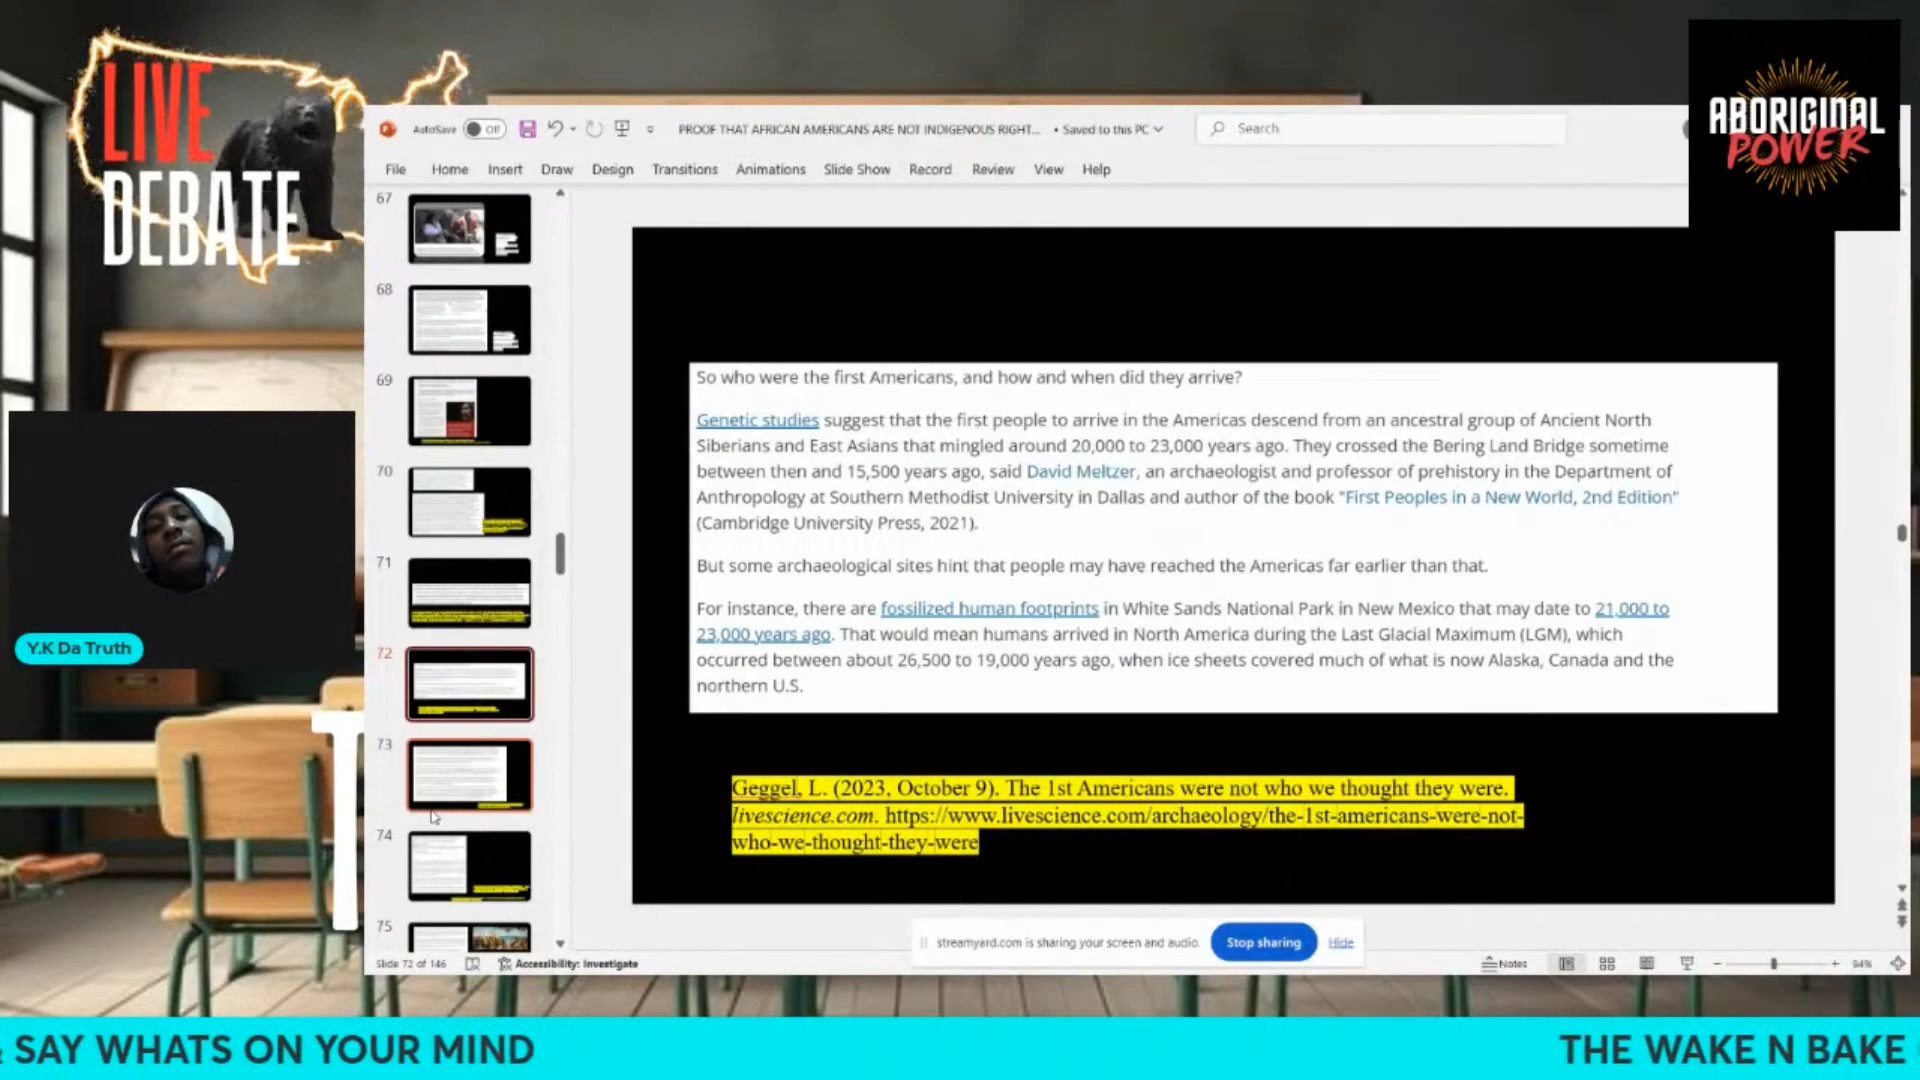 LIVE
DEBATE
ABORIGINAL
POWER
AutoSave Off
PROOF THAT AFRICAN AMERICANS ARE NOT INDIGENOUS RIGHT... • Saved to this PC
Search
File Home Insert Draw Design Transitions Animations Slide Show Record Review View Help
67
68
69
70
71
72
73
74
75
So who were the first Americans, and how and when did they arrive?
Genetic studies suggest that the first people to arrive in the Americas descend from an ancestral group of Ancient North
Siberians and East Asians that mingled around 20,000 to 23,000 years ago. They crossed the Bering Land Bridge sometime
between then and 15,500 years ago, said David Meltzer, an archaeologist and professor of prehistory in the Department of
Anthropology at Southern Methodist University in Dallas and author of the book "First Peoples in a New World, 2nd Edition"
(Cambridge University Press, 2021).
But some archaeological sites hint that people may have reached the Americas far earlier than that.
For instance, there are fossilized human footprints in White Sands National Park in New Mexico that may date to 21,000 to
23,000 years ago. That would mean humans arrived in North America during the Last Glacial Maximum (LGM), which
occurred between about 26,500 to 19,000 years ago, when ice sheets covered much of what is now Alaska, Canada and the
northern U.S.
Geggel, L. (2023, October 9). The 1st Americans were not who we thought they were.
livescience.com. https://www.livescience.com/archaeology/the-1st-americans-were-not-
who-we-thought-they-were
Y.K Da Truth
streamyard.com is sharing your screen and audio. Stop sharing Hide
Slide 72 of 146 Accessibility: Investigate Notes 94%
SAY WHATS ON YOUR MIND
THE WAKE N BAKE